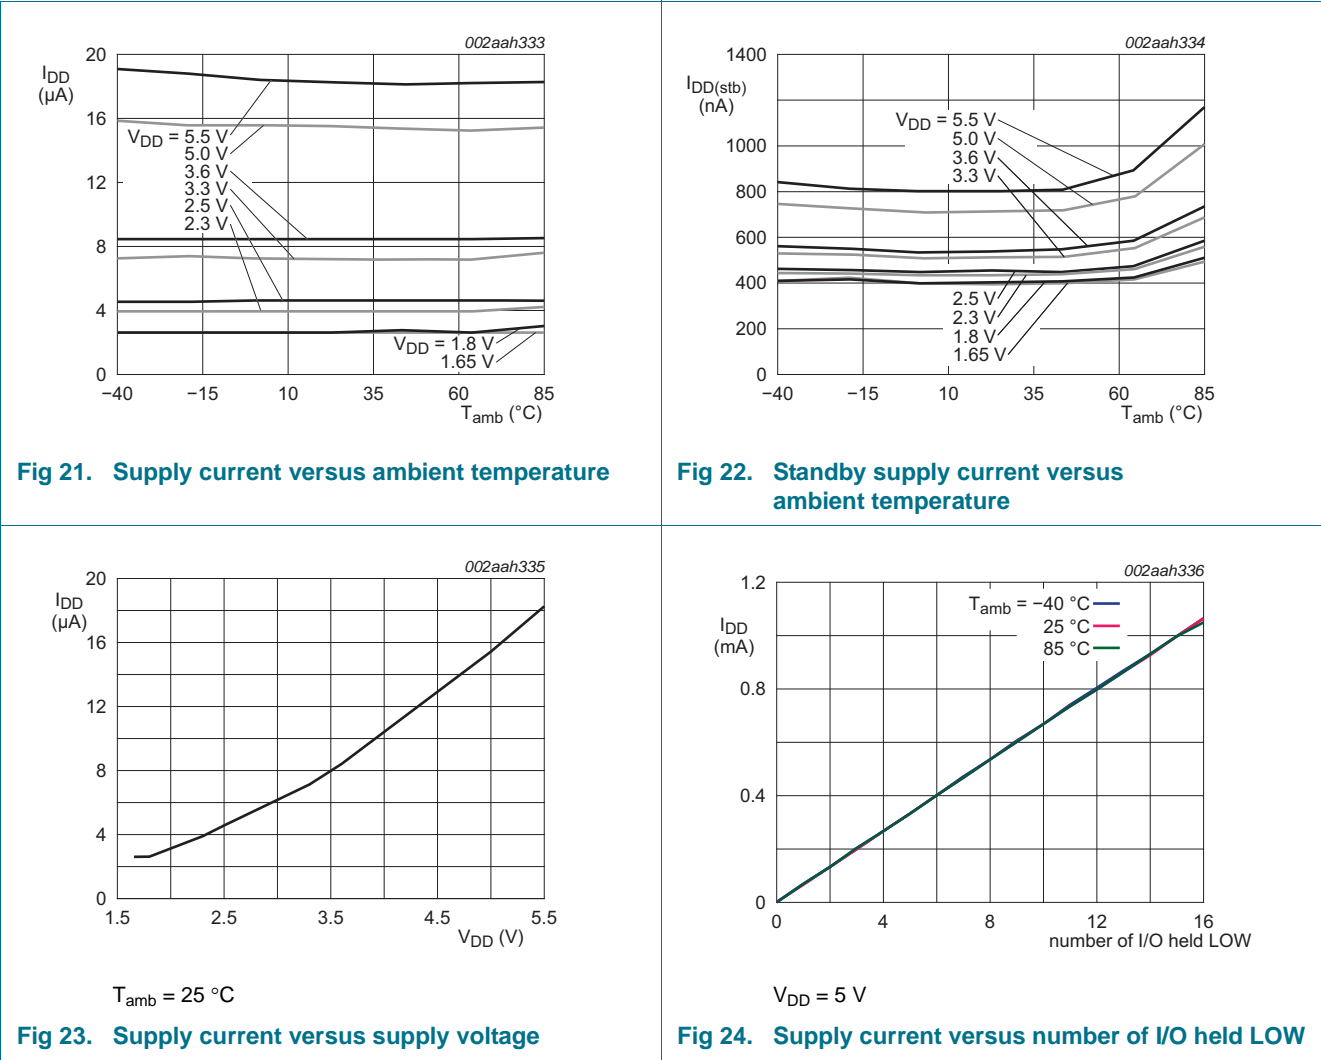 002aah333
20
16
12
8
4
0
IDD
(μA)
VDD = 5.5 V
5.0 V
3.6 V
3.3 V
2.5 V
2.3 V
VDD = 1.8 V
1.65 V
−40 −15 10 35 60 85
Tamb (°C)
Fig 21. Supply current versus ambient temperature
002aah334
1400
1000
800
600
400
200
0
IDD(stb)
(nA)
VDD = 5.5 V
5.0 V
3.6 V
3.3 V
2.5 V
2.3 V
1.8 V
1.65 V
−40 −15 10 35 60 85
Tamb (°C)
Fig 22. Standby supply current versus
ambient temperature
002aah335
20
16
12
8
4
0
IDD
(μA)
1.5 2.5 3.5 4.5 5.5
VDD (V)
Tamb = 25 °C
Fig 23. Supply current versus supply voltage
002aah336
1.2
0.8
0.4
0
IDD
(mA)
Tamb = −40 °C
25 °C
85 °C
0 4 8 12 16
number of I/O held LOW
VDD = 5 V
Fig 24. Supply current versus number of I/O held LOW